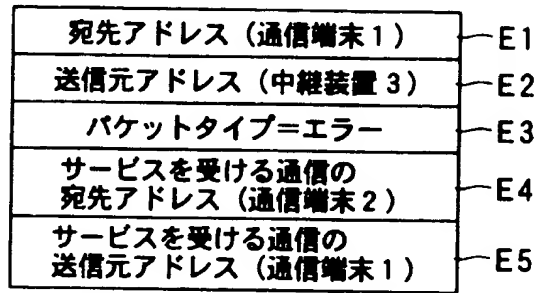 宛先アドレス（通信端末１） E1
送信元アドレス（中継装置３） E2
パケットタイプ＝エラー E3
サービスを受ける通信の
宛先アドレス（通信端末２） E4
サービスを受ける通信の
送信元アドレス（通信端末１） E5